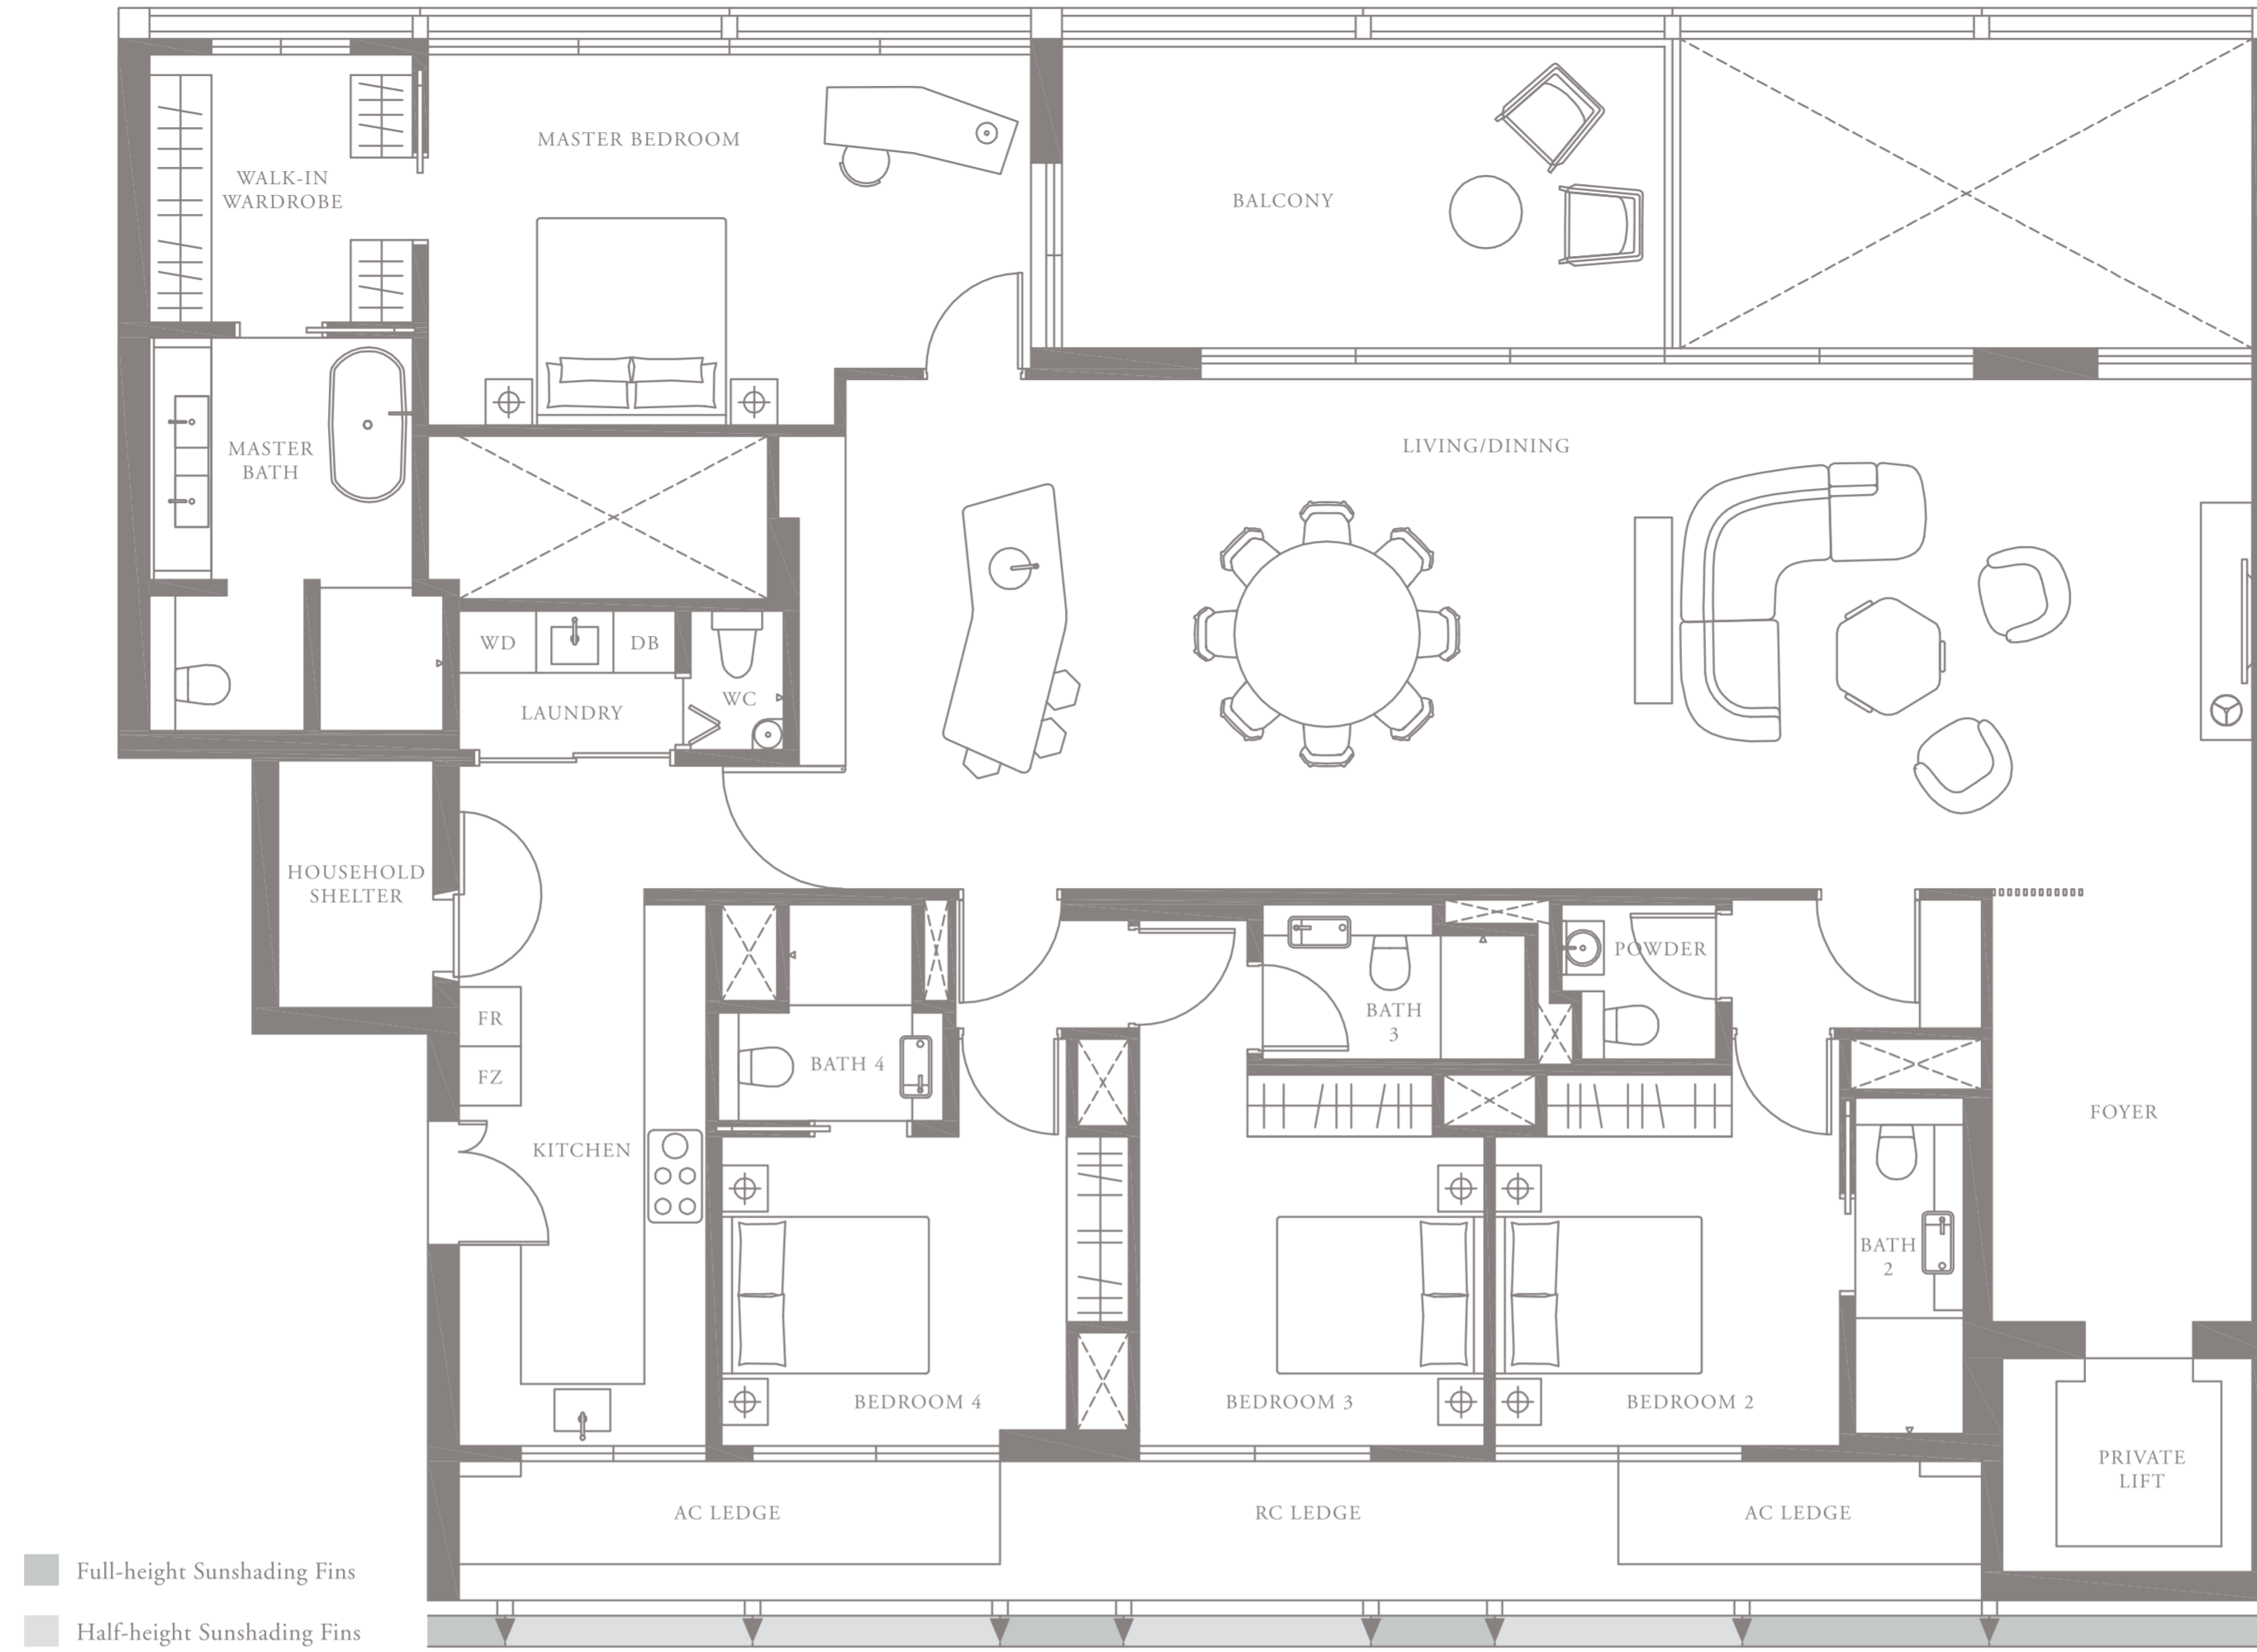 MASTER BEDROOM
WALK-IN
WARDROBE
BALCONY
MASTER
BATH
LIVING/DINING
WD
DB
WC
LAUNDRY
HOUSEHOLD
SHELTER
POWDER
FR
BATH
3
FZ
BATH 4
FOYER
KITCHEN
BATH
2
BEDROOM 4
BEDROOM 3
BEDROOM 2
PRIVATE
LIFT
AC LEDGE
RC LEDGE
AC LEDGE
Full-height Sunshading Fins
Half-height Sunshading Fins